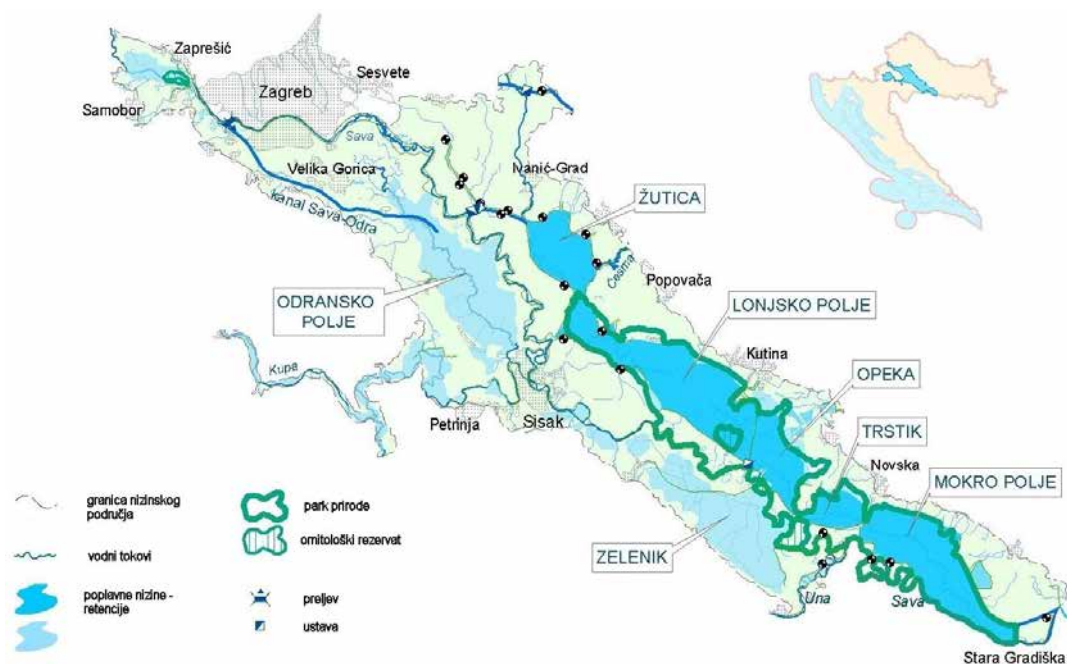 Zaprešić
Sesvete
Zagreb
Samobor
Sava
Ivanić-Grad
Velika Gorica
ŽUTICA
kanal Sava-Odra
Česma
Popovača
ODRANSKO
POLJE
LONJSKO POLJE
Kutina
OPEKA
Kupa
TRSTIK
Petrinja
Sisak
Novska
MOKRO POLJE
granica nizinskog
područja
park prirode
vodni tokovi
ornitološki rezervat
ZELENIK
poplavne nizine -
retencije
preljev
ustava
Una
Sava
Stara Gradiška